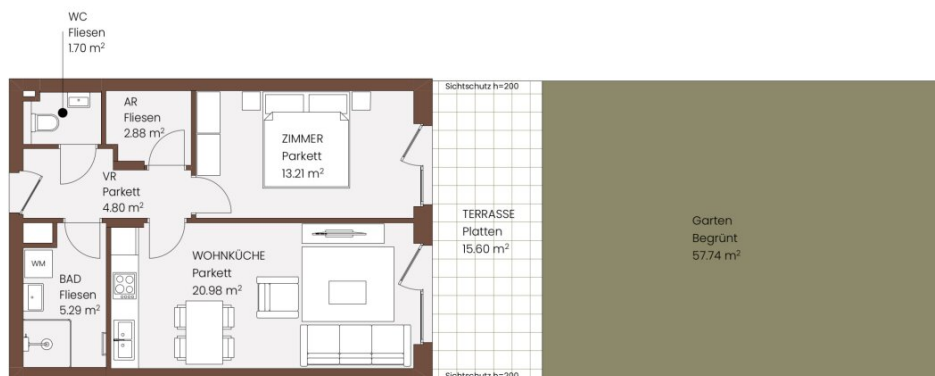 WC
Fliesen
1.70 m²
AR
Fliesen
2.88 m²
ZIMMER
Parkett
13.21 m²
VR
Parkett
4.80 m²
WM
BAD
Fliesen
5.29 m²
WOHNKÜCHE
Parkett
20.98 m²
Sichtschutz h=200
TERRASSE
Platten
15.60 m²
Sichtschutz h=200
Garten
Begrünt
57.74 m²